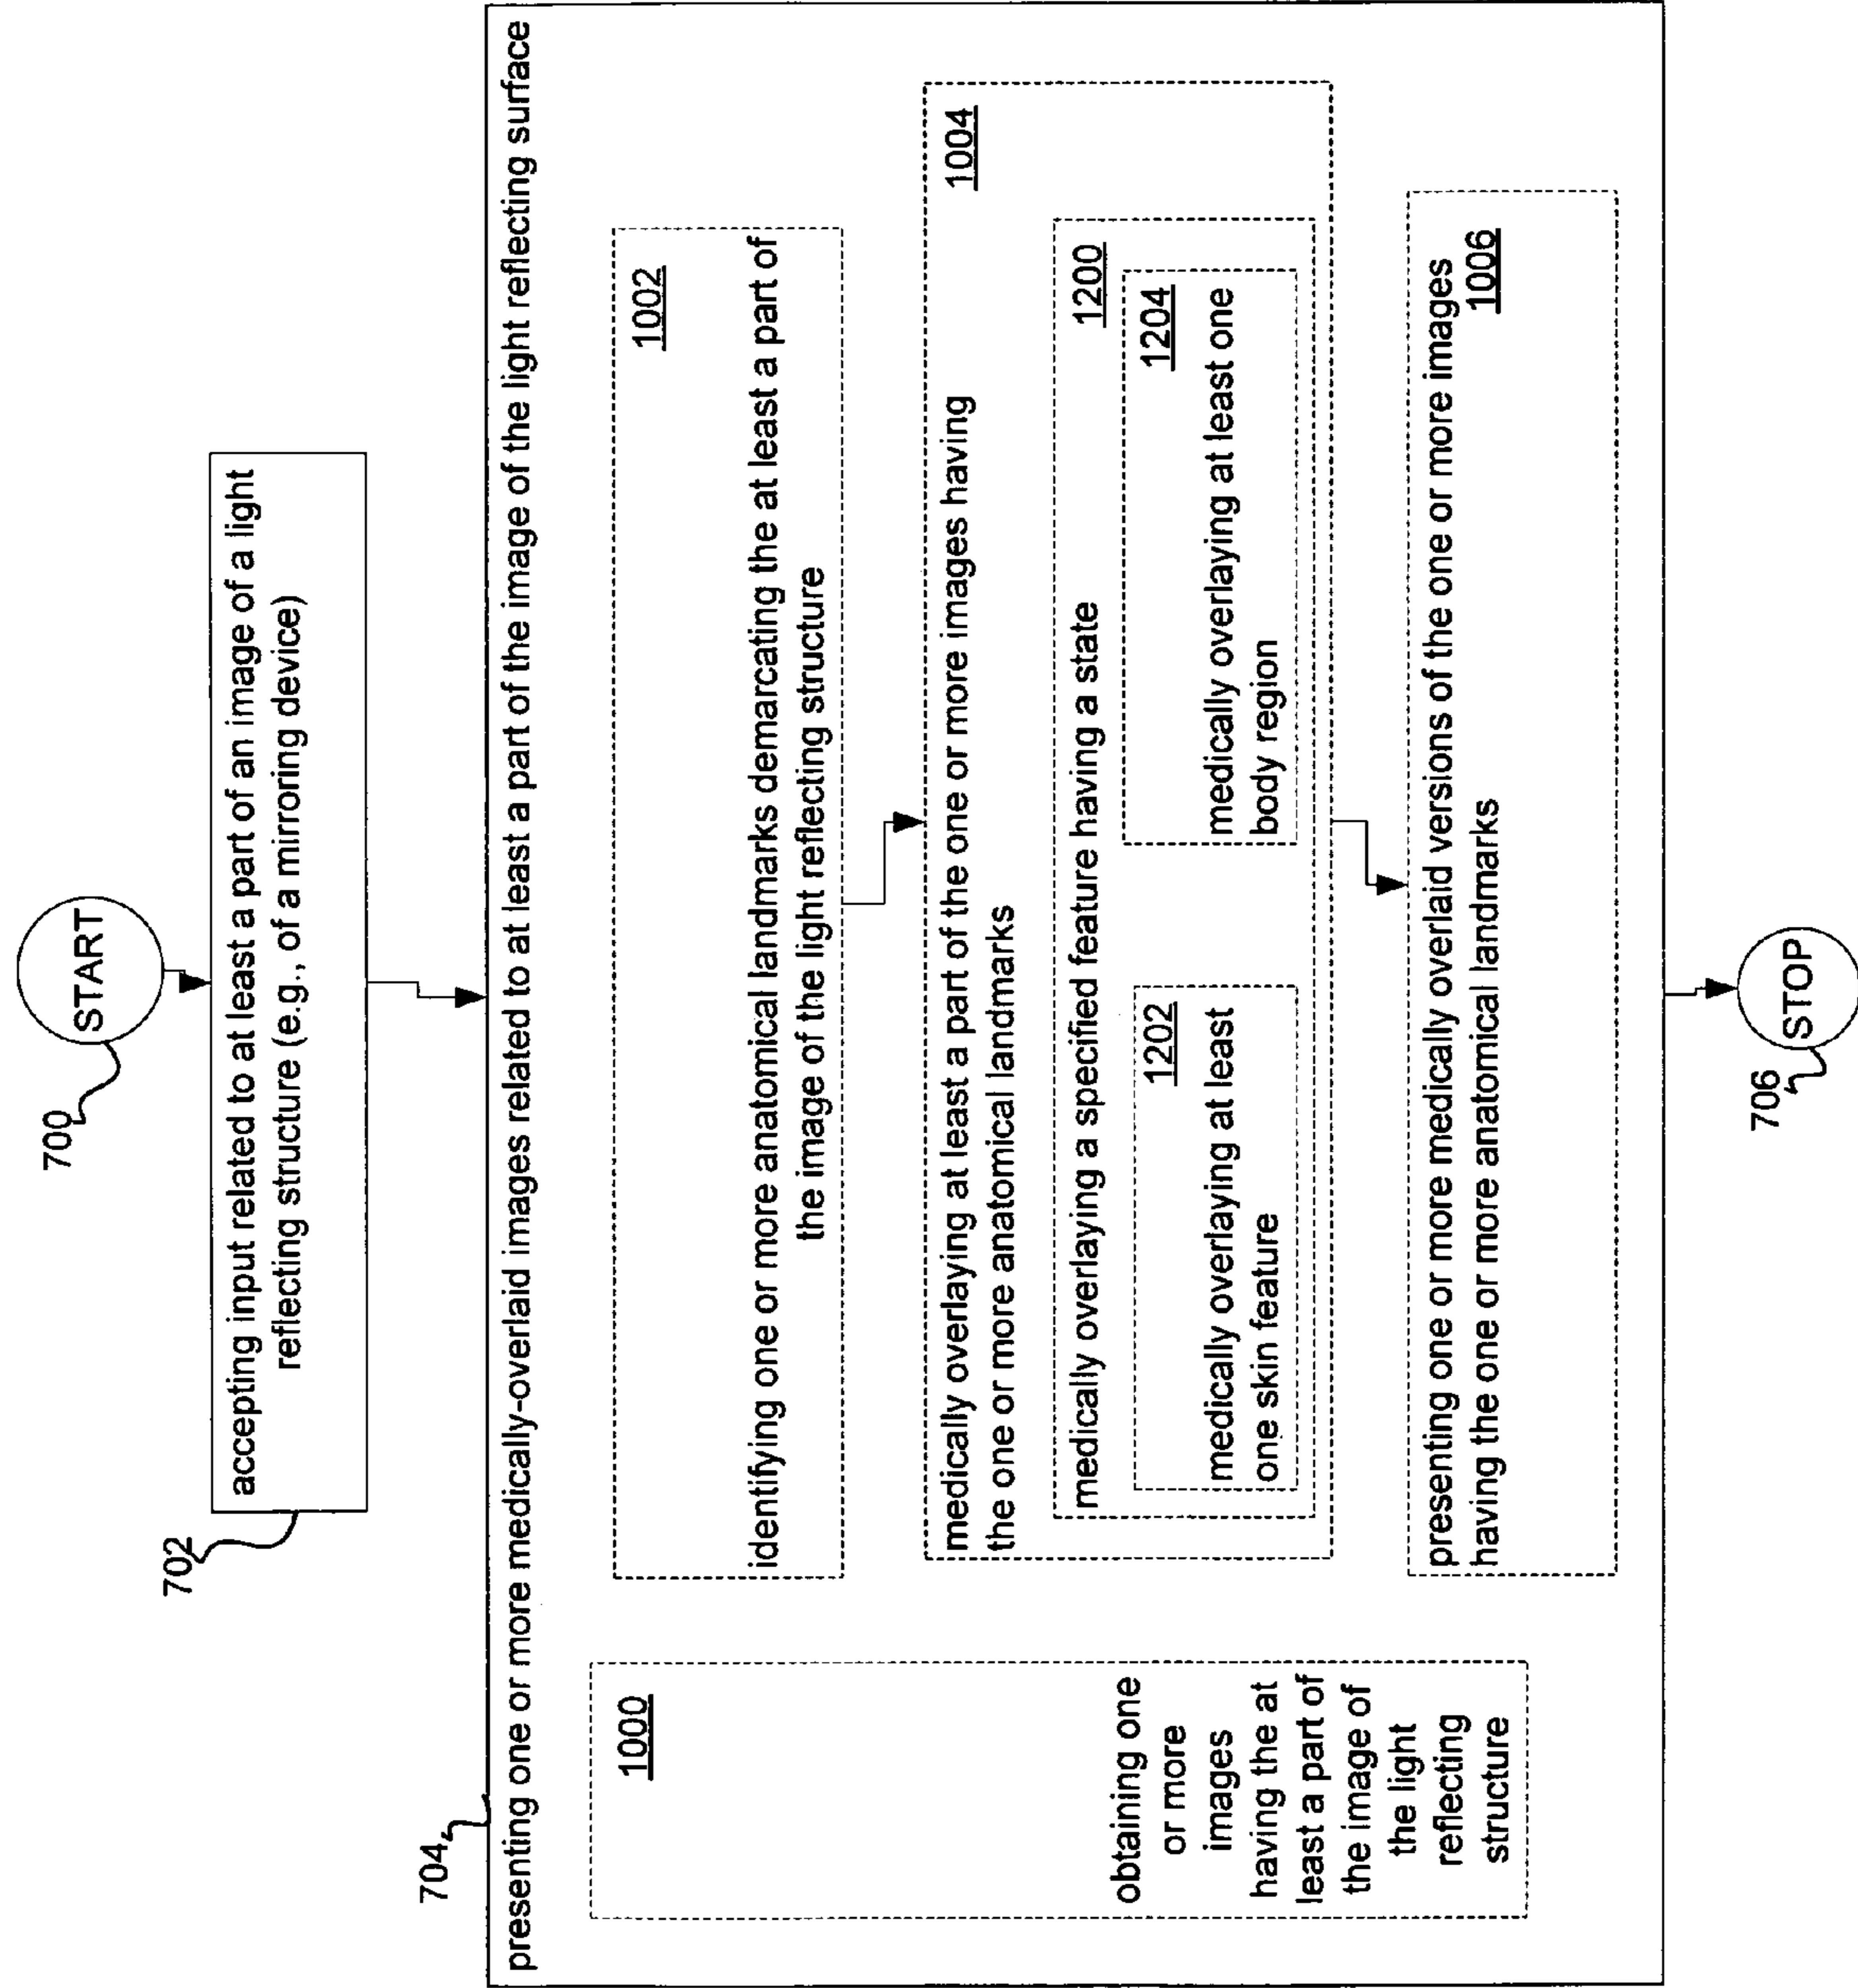 700
START
702
accepting input related to at least a part of an image of a light
reflecting structure (e.g., of a mirroring device)
704
presenting one or more medically-overlaid images related to at least a part of the image of the light reflecting surface
1000
obtaining one
or more
images
having the at
least a part of
the image of
the light
reflecting
structure
1002
identifying one or more anatomical landmarks demarcating the at least a part of
the image of the light reflecting structure
1004
medically overlaying at least a part of the one or more images having
the one or more anatomical landmarks
1200
medically overlaying a specified feature having a state
1202
medically overlaying at least
one skin feature
1204
medically overlaying at least one
body region
presenting one or more medically overlaid versions of the one or more images
having the one or more anatomical landmarks
1006
706
STOP